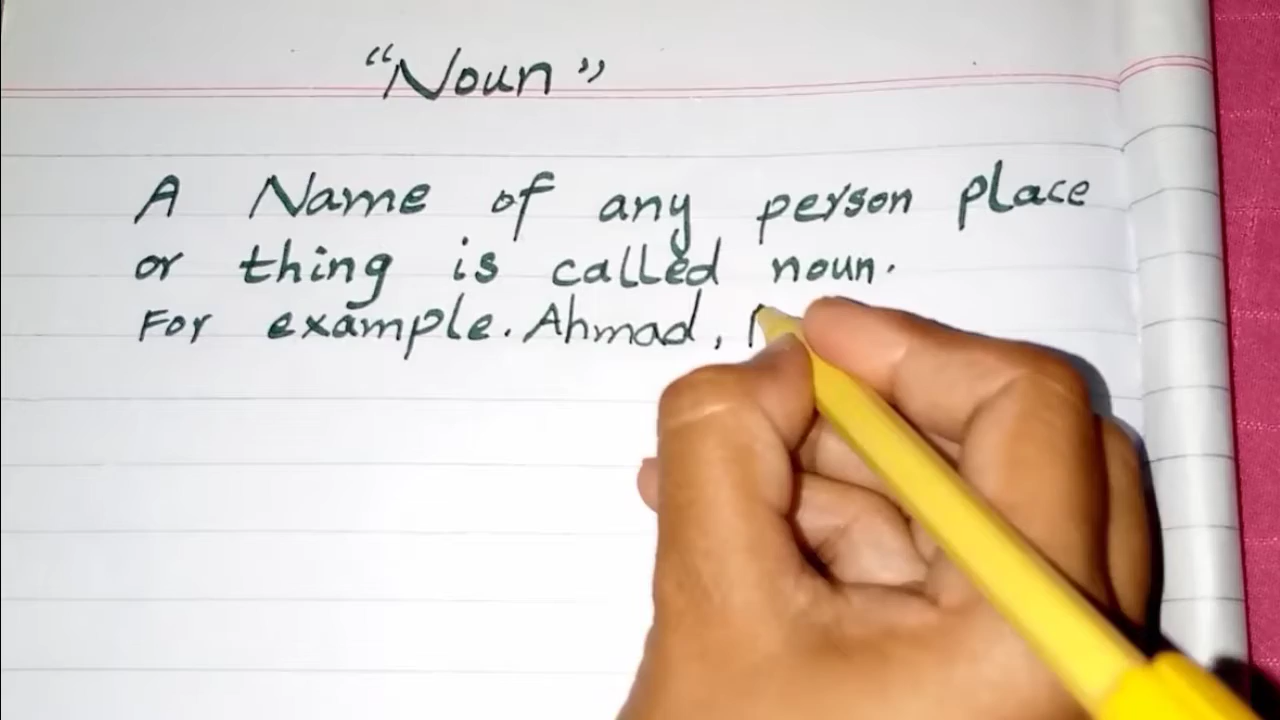 “Noun”
A Name of any person place
or thing is called noun.
For example. Ahmad,